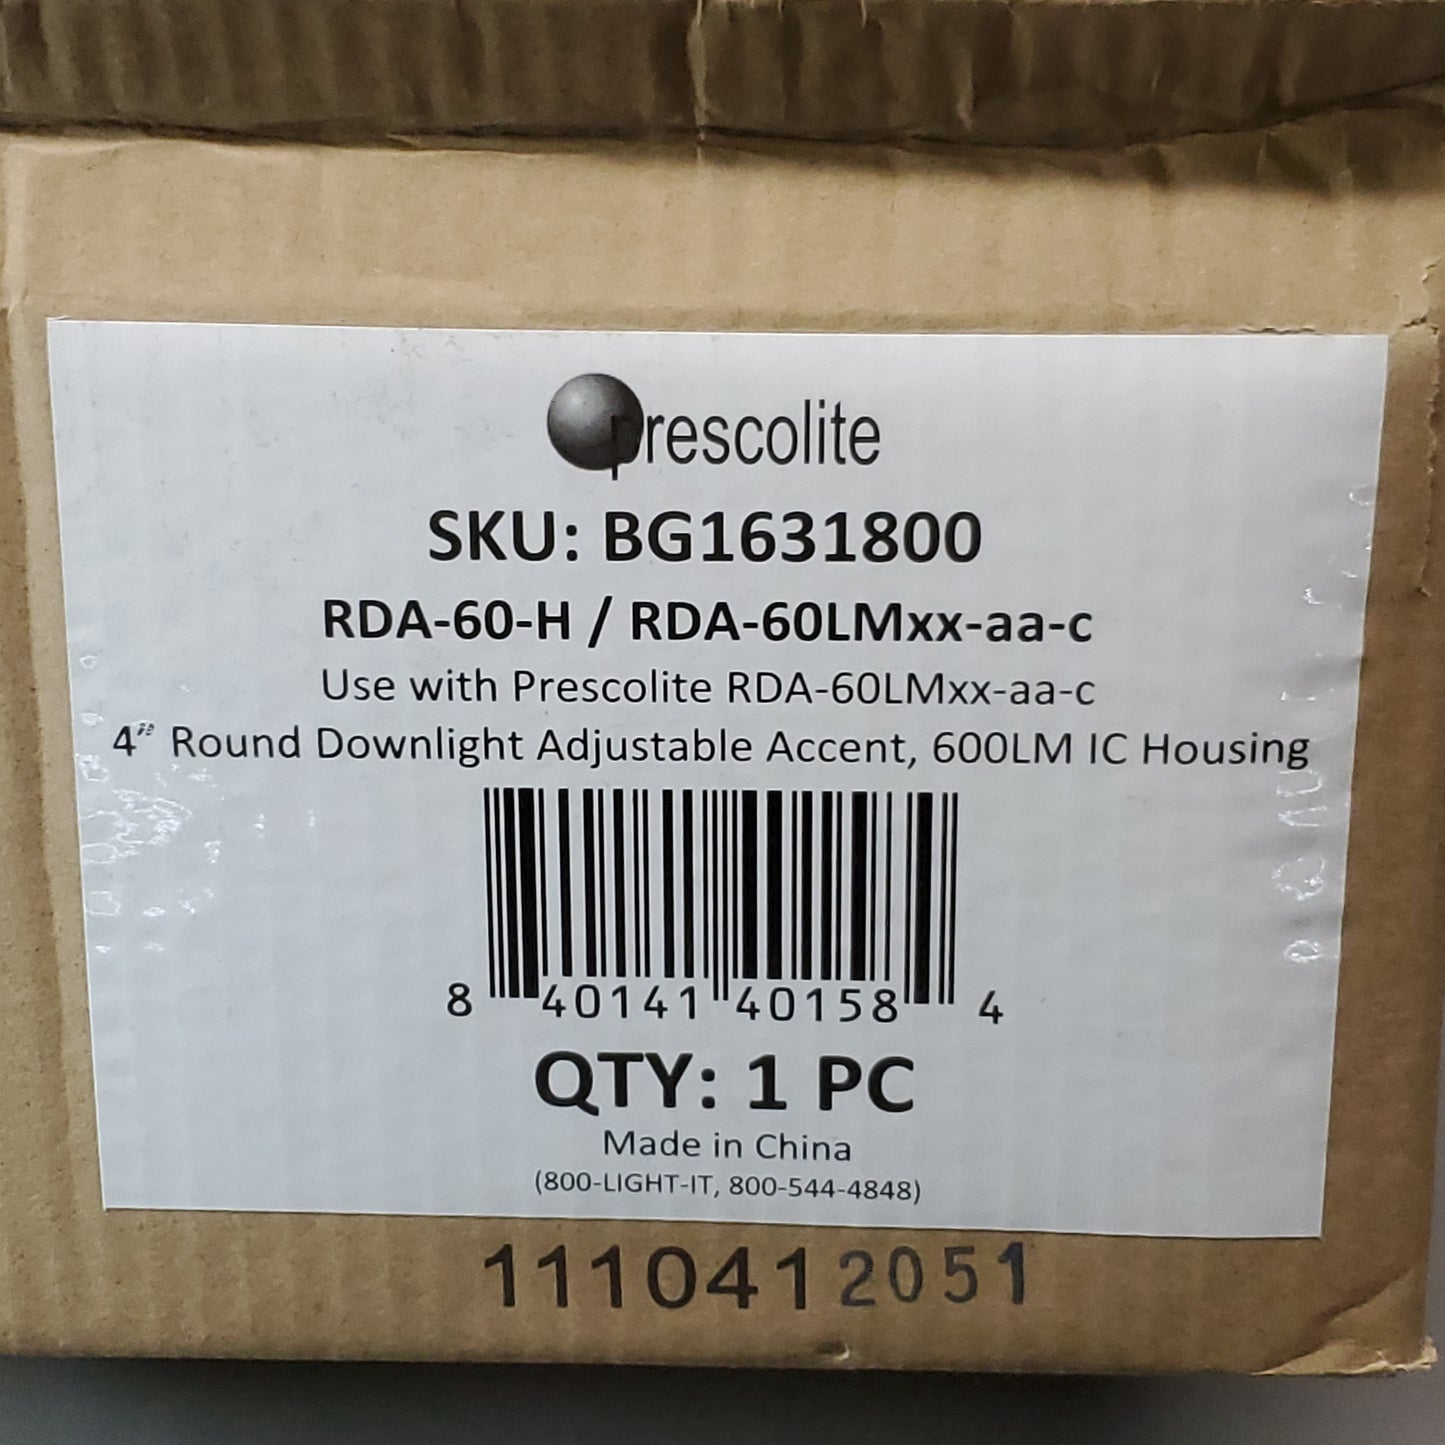 prescolite
SKU: BG1631800
RDA-60-H / RDA-60LMxx-aa-c
Use with Prescolite RDA-60LMxx-aa-c
4" Round Downlight Adjustable Accent, 600LM IC Housing
8 40141 40158 4
QTY: 1 PC
Made in China
(800-LIGHT-IT, 800-544-4848)
1110412051